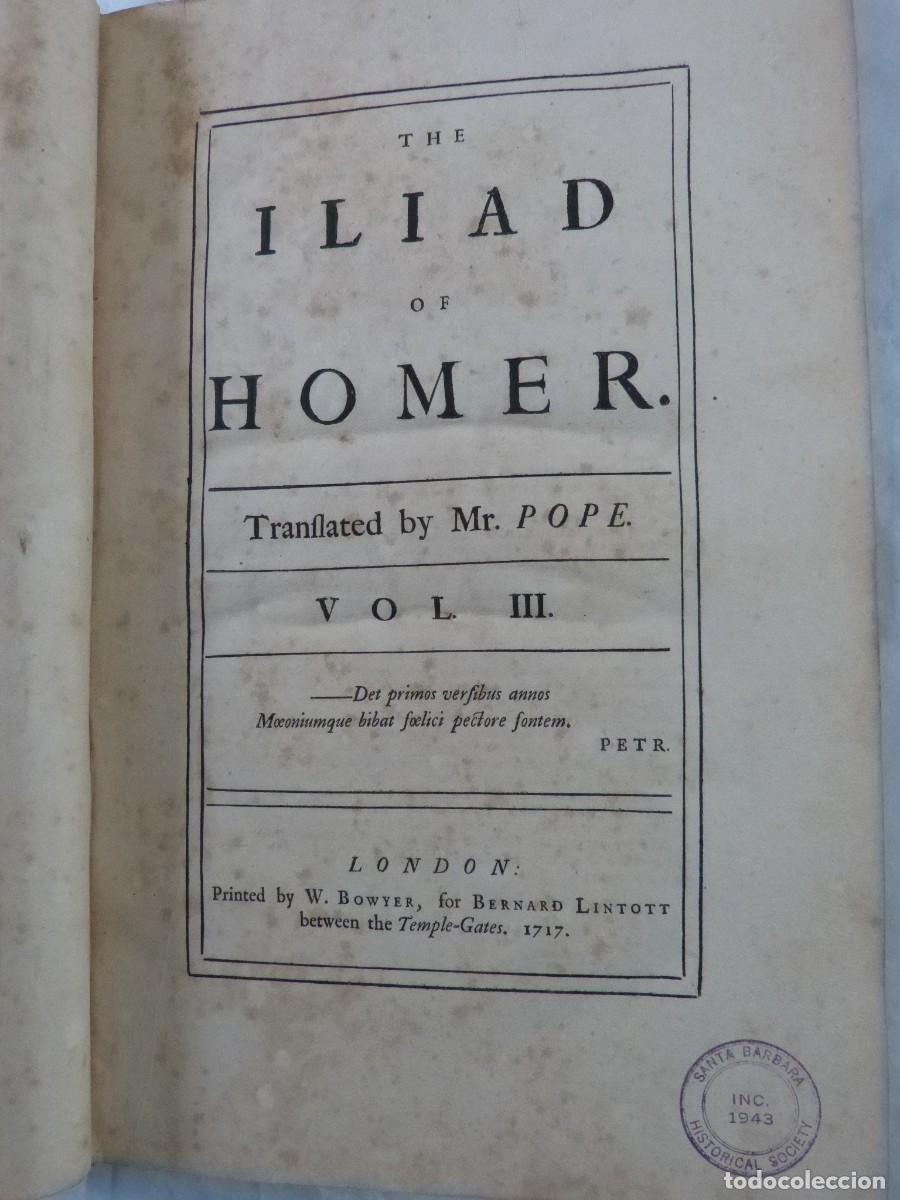 THE
ILIAD
OF
HOMER.
Tranſlated by Mr. POPE.
VOL. III.
——Det primos verſibus annos
Mœoniumque bibat fœlici pectore fontem.
PETR.
LONDON:
Printed by W. BOWYER, for BERNARD LINTOTT
between the Temple-Gates. 1717.
SANTA BARBARA
INC.
1943
HISTORICAL SOCIETY
todocoleccion